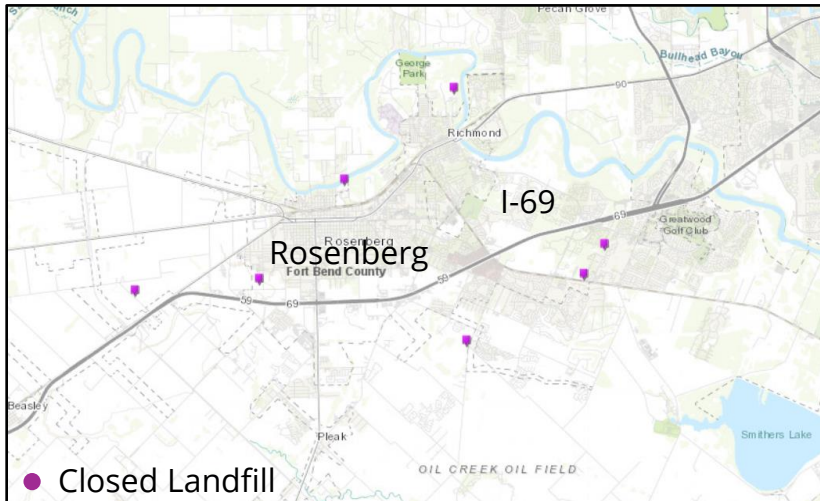 Pecan Grove
Bullhead Bayou
George
Park
90
Richmond
I-69
69
Greatwood
Golf Club
Rosenberg
Rosenberg
Fort Bend County
59
59
69
Beasley
Pleak
Smithers Lake
OIL CREEK OIL FIELD
Closed Landfill